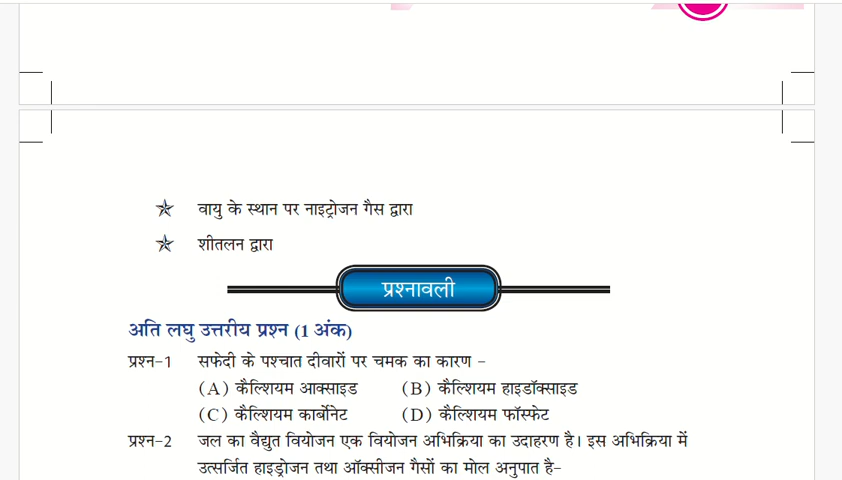 वायु के स्थान पर नाइट्रोजन गैस द्वारा
शीतलन द्वारा
प्रश्नावली
अति लघु उत्तरीय प्रश्न (1 अंक)
प्रश्न-1 सफेदी के पश्चात दीवारों पर चमक का कारण -
(A) कैल्शियम आक्साइड (B) कैल्शियम हाइडॉक्साइड
(C) कैल्शियम कार्बोनेट (D) कैल्शियम फॉस्फेट
प्रश्न-2 जल का वैद्युत वियोजन एक वियोजन अभिक्रिया का उदाहरण है। इस अभिक्रिया में
उत्सर्जित हाइड्रोजन तथा ऑक्सीजन गैसों का मोल अनुपात है-